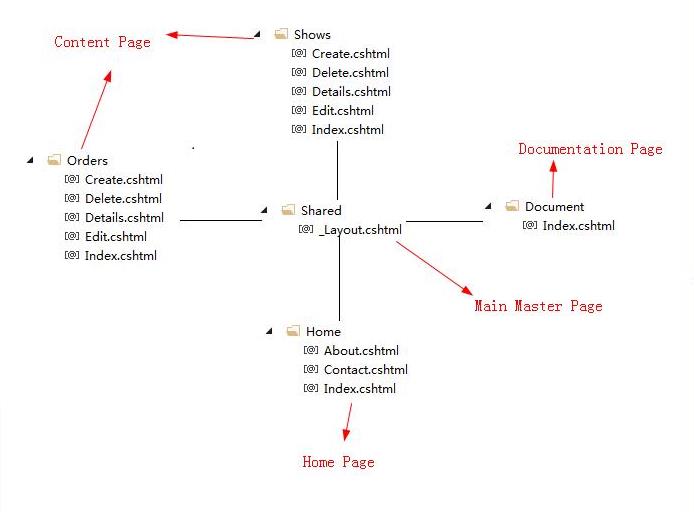 Content Page
Shows
[@] Create.cshtml
[@] Delete.cshtml
[@] Details.cshtml
[@] Edit.cshtml
[@] Index.cshtml
Orders
[@] Create.cshtml
[@] Delete.cshtml
[@] Details.cshtml
[@] Edit.cshtml
[@] Index.cshtml
Documentation Page
Document
[@] Index.cshtml
Shared
[@] _Layout.cshtml
Main Master Page
Home
[@] About.cshtml
[@] Contact.cshtml
[@] Index.cshtml
Home Page